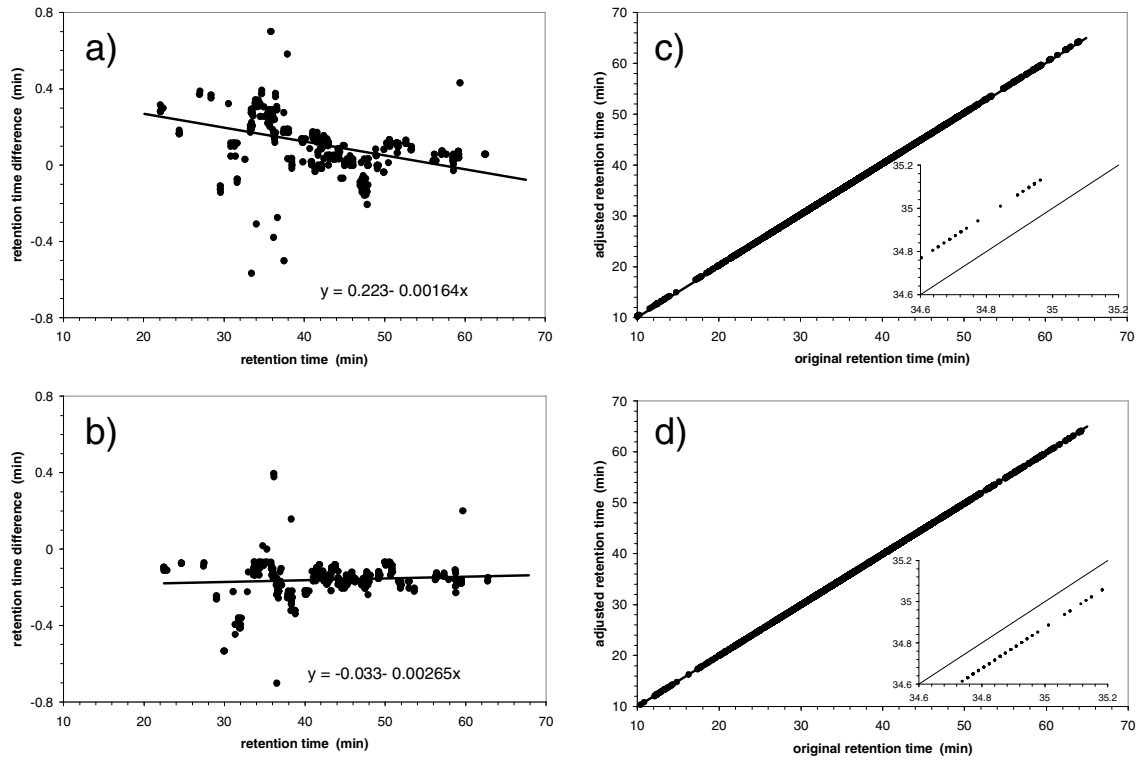 a)
0.8
0.4
0
-0.4
-0.8
retention time difference (min)
y = 0.223- 0.00164x
10 20 30 40 50 60 70
retention time (min)
c)
70
60
50
40
30
20
10
adjusted retention time (min)
35.2
35
34.8
34.6
34.6 34.8 35 35.2
10 20 30 40 50 60 70
original retention time (min)
b)
0.8
0.4
0
-0.4
-0.8
retention time difference (min)
y = -0.033- 0.00265x
10 20 30 40 50 60 70
retention time (min)
d)
70
60
50
40
30
20
10
adjusted retention time (min)
35.2
35
34.8
34.6
34.6 34.8 35 35.2
10 20 30 40 50 60 70
original retention time (min)